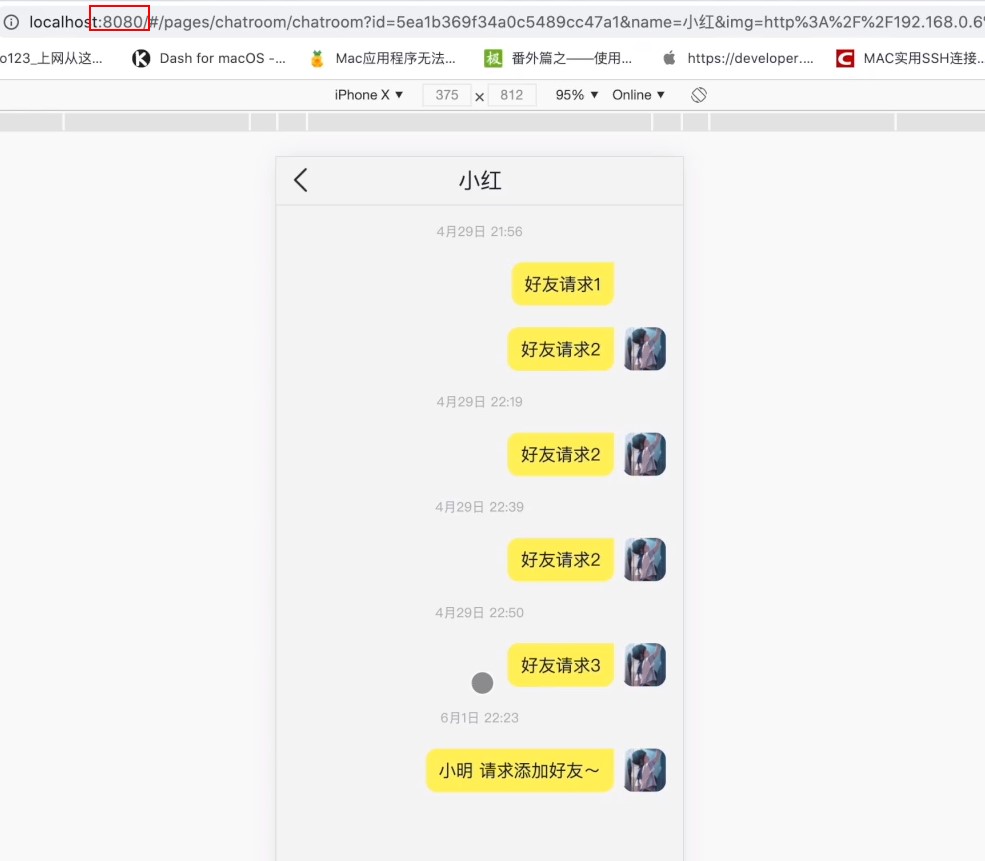 localhost:8080/#/pages/chatroom/chatroom?id=5ea1b369f34a0c5489cc47a1&name=小红&img=http%3A%2F%2F192.168.0.6%
o123_上网从这... Dash for macOS -... Mac应用程序无法... 极 番外篇之——使用... https://developer.... MAC实用SSH连接...
iPhone X ▼ 375 × 812 95% ▼ Online ▼
小红
4月29日 21:56
好友请求1
好友请求2
4月29日 22:19
好友请求2
4月29日 22:39
好友请求2
4月29日 22:50
好友请求3
6月1日 22:23
小明 请求添加好友～